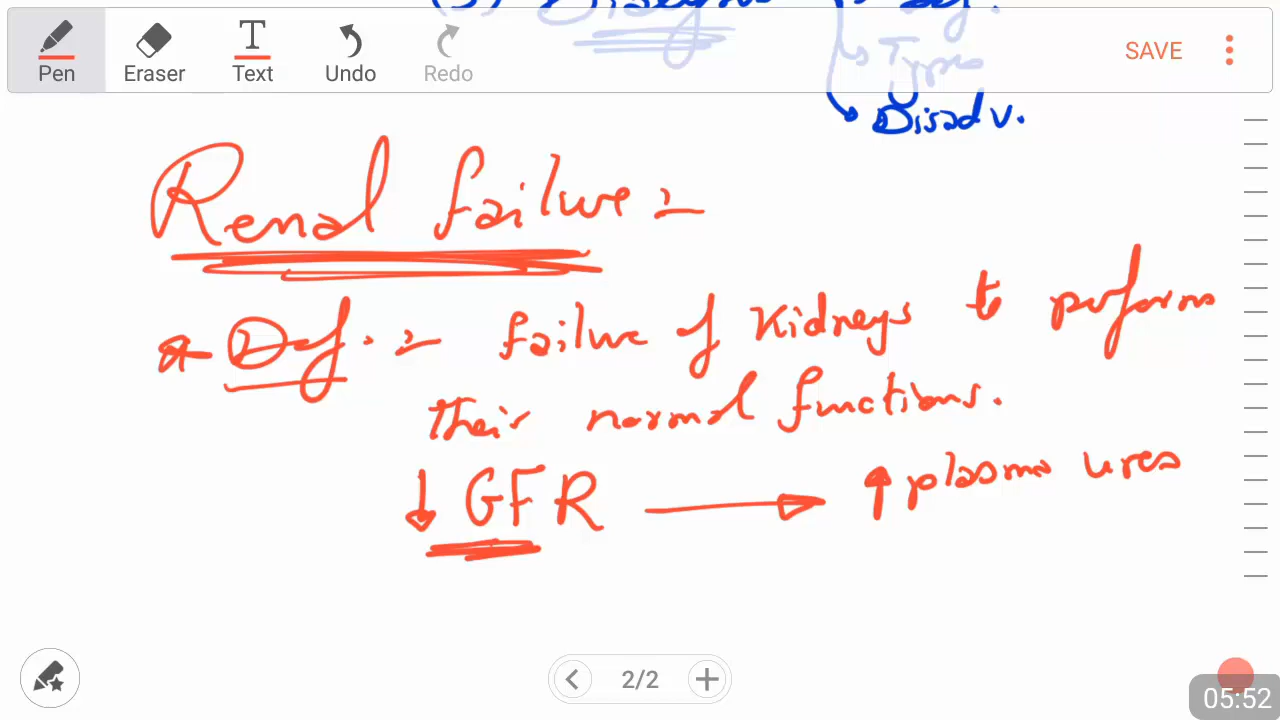 Pen Eraser Text Undo Redo SAVE
Types
Disadv.
Renal failure :-
* Def. :- failure of kidneys to perform
their normal functions.
↓ GFR → ↑ plasma urea
2/2
05:52